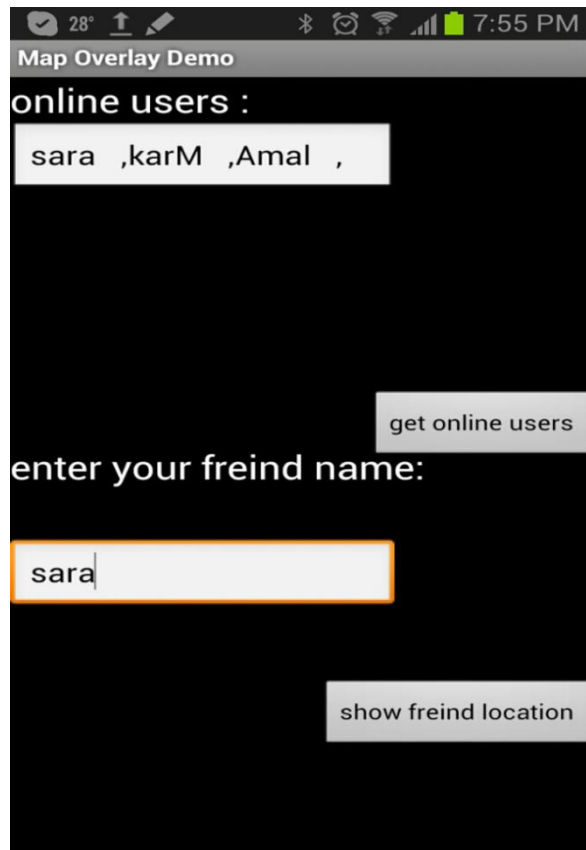 28° 7:55 PM
Map Overlay Demo
online users :
sara ,karM ,Amal ,
get online users
enter your freind name:
sara
show freind location